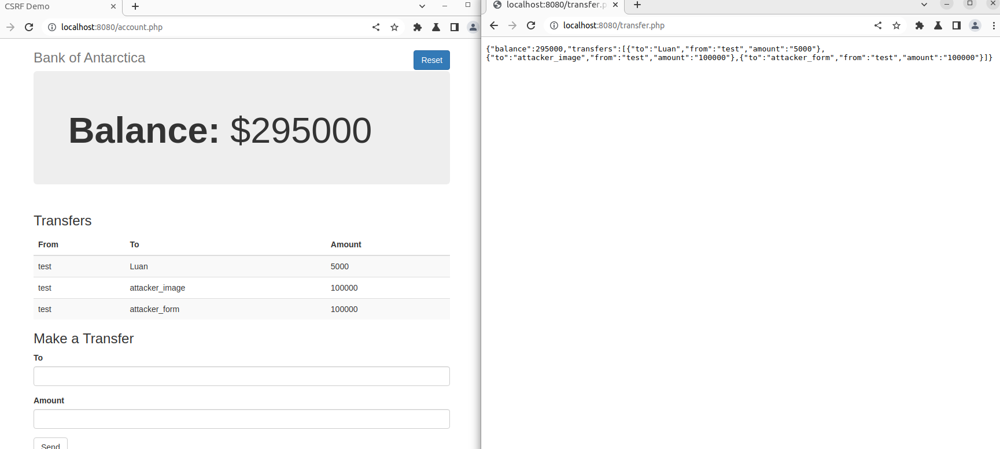 CSRF Demo
localhost:8080/account.php
Bank of Antarctica
Reset
Balance: $295000
Transfers
From To Amount
test Luan 5000
test attacker_image 100000
test attacker_form 100000
Make a Transfer
To
Amount
Send
localhost:8080/transfer.p
localhost:8080/transfer.php
{"balance":295000,"transfers":[{"to":"Luan","from":"test","amount":"5000"},
{"to":"attacker_image","from":"test","amount":"100000"},{"to":"attacker_form","from":"test","amount":"100000"}]}